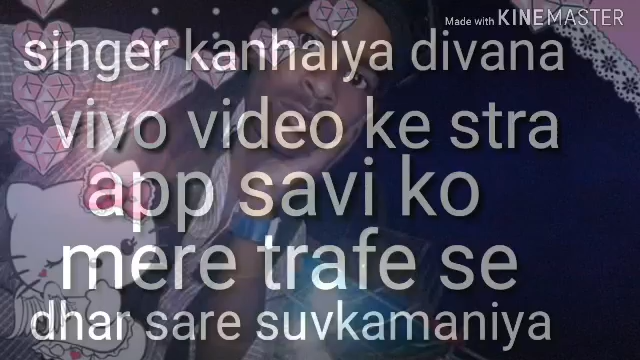 Made with KINEMASTER
singer kanhaiya divana
vivo video ke stra
app savi ko
mere trafe se
dhar sare suvkamaniya